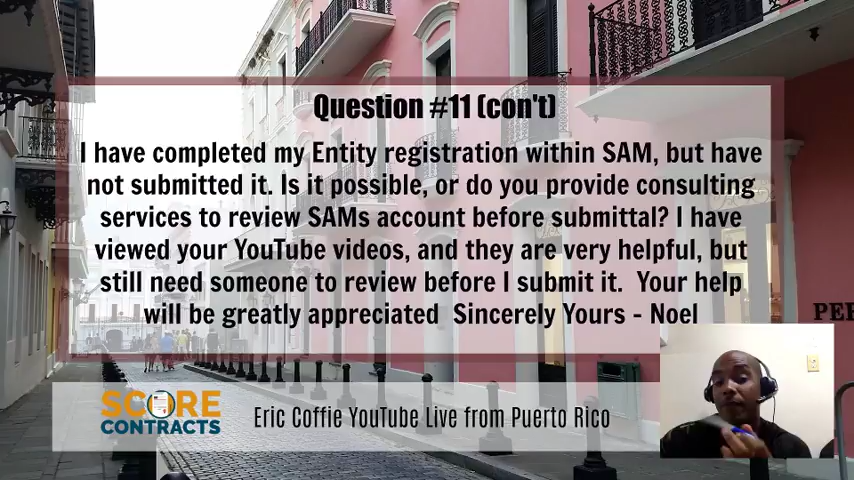 Question #11 (con't)
I have completed my Entity registration within SAM, but have
not submitted it. Is it possible, or do you provide consulting
services to review SAMs account before submittal? I have
viewed your YouTube videos, and they are very helpful, but
still need someone to review before I submit it. Your help
will be greatly appreciated Sincerely Yours - Noel
SCORE
CONTRACTS
Eric Coffie YouTube Live from Puerto Rico